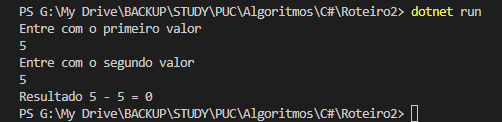 PS G:\My Drive\BACKUP\STUDY\PUC\Algoritmos\C#\Roteiro2> dotnet run
Entre com o primeiro valor
5
Entre com o segundo valor
5
Resultado 5 - 5 = 0
PS G:\My Drive\BACKUP\STUDY\PUC\Algoritmos\C#\Roteiro2>